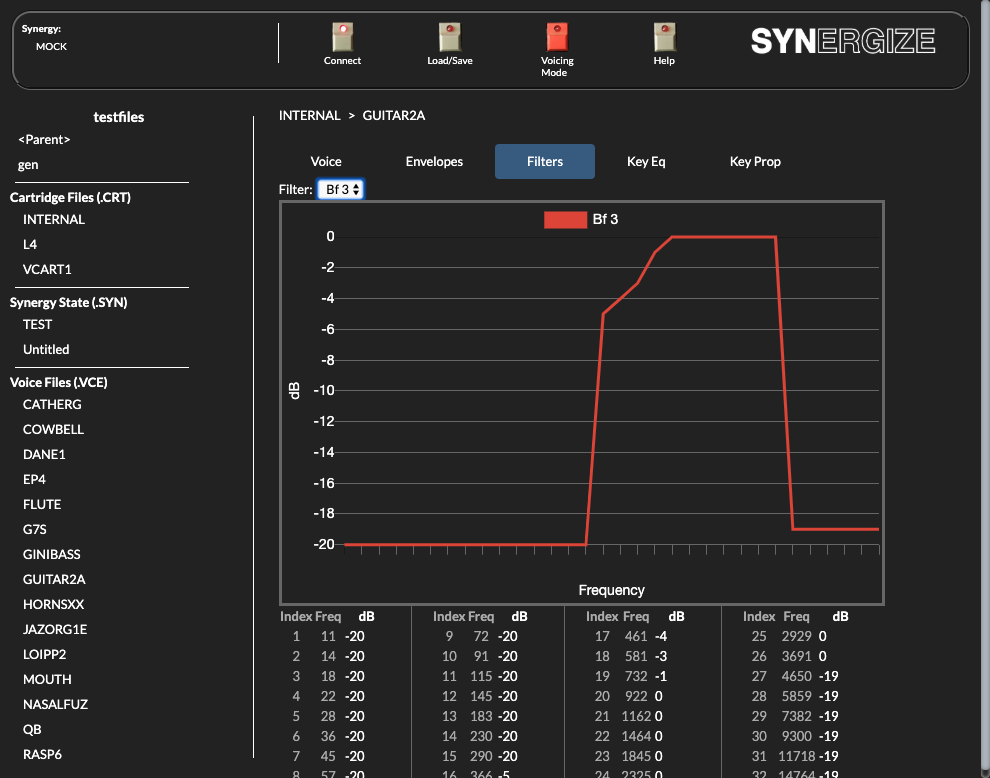 Synergy:
MOCK
Connect
Load/Save
Voicing
Mode
Help
SYNERGIZE
testfiles
<Parent>
gen
Cartridge Files (.CRT)
INTERNAL
L4
VCART1
Synergy State (.SYN)
TEST
Untitled
Voice Files (.VCE)
CATHERG
COWBELL
DANE1
EP4
FLUTE
G7S
GINIBASS
GUITAR2A
HORNSXX
JAZORG1E
LOIPP2
MOUTH
NASALFUZ
QB
RASP6
INTERNAL > GUITAR2A
Voice Envelopes Filters Key Eq Key Prop
Filter: Bf 3
Bf 3
0
-2
-4
-6
-8
-10
-12
-14
-16
-18
-20
dB
Frequency
Index Freq dB Index Freq dB Index Freq dB Index Freq dB
1 11 -20 9 72 -20 17 461 -4 25 2929 0
2 14 -20 10 91 -20 18 581 -3 26 3691 0
3 18 -20 11 115 -20 19 732 -1 27 4650 -19
4 22 -20 12 145 -20 20 922 0 28 5859 -19
5 28 -20 13 183 -20 21 1162 0 29 7382 -19
6 36 -20 14 230 -20 22 1464 0 30 9300 -19
7 45 -20 15 290 -20 23 1845 0 31 11718 -19
8 57 -20 16 366 -5 24 2325 0 32 14764 -19